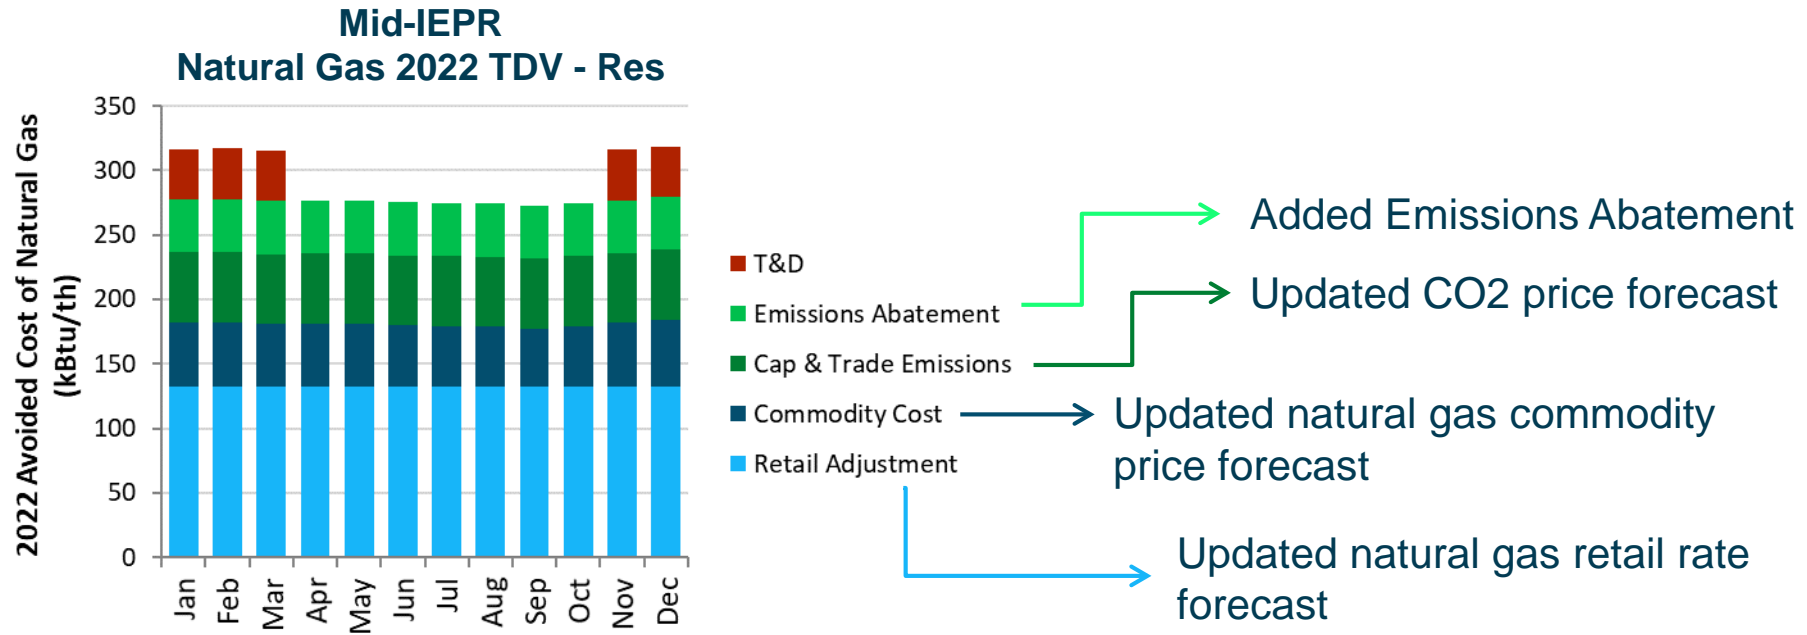 Mid-IEPR
Natural Gas 2022 TDV - Res
2022 Avoided Cost of Natural Gas
(kBtu/th)
350
300
250
200
150
100
50
0
Jan
Feb
Mar
Apr
May
Jun
Jul
Aug
Sep
Oct
Nov
Dec
T&D
Emissions Abatement
Cap & Trade Emissions
Commodity Cost
Retail Adjustment
Added Emissions Abatement
Updated CO2 price forecast
Updated natural gas commodity
price forecast
Updated natural gas retail rate
forecast